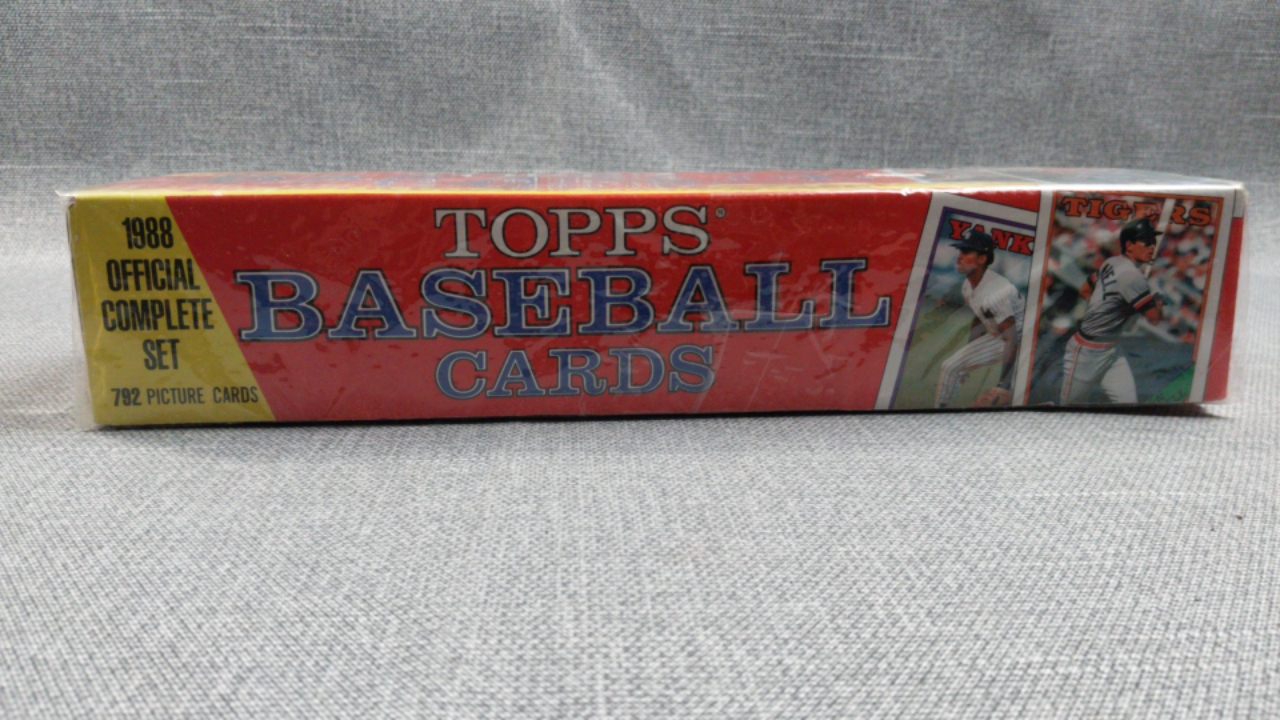 1988
OFFICIAL
COMPLETE
SET
792 PICTURE CARDS
TOPPS®
BASEBALL
CARDS
YANK
TIGERS